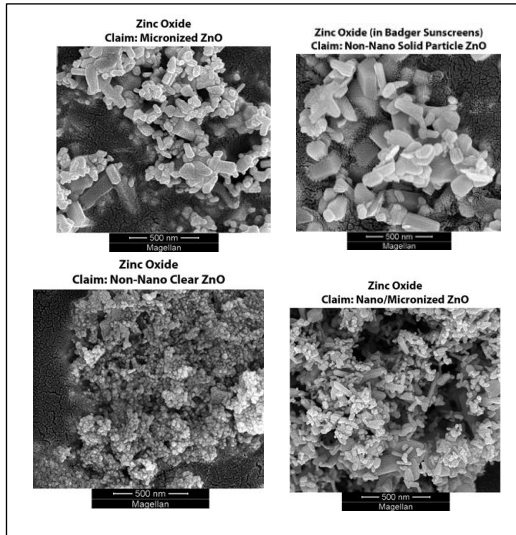 Zinc Oxide
Claim: Micronized ZnO
500 nm
Magellan
Zinc Oxide (in Badger Sunscreens)
Claim: Non-Nano Solid Particle ZnO
500 nm
Magellan
Zinc Oxide
Claim: Non-Nano Clear ZnO
500 nm
Magellan
Zinc Oxide
Claim: Nano/Micronized ZnO
500 nm
Magellan